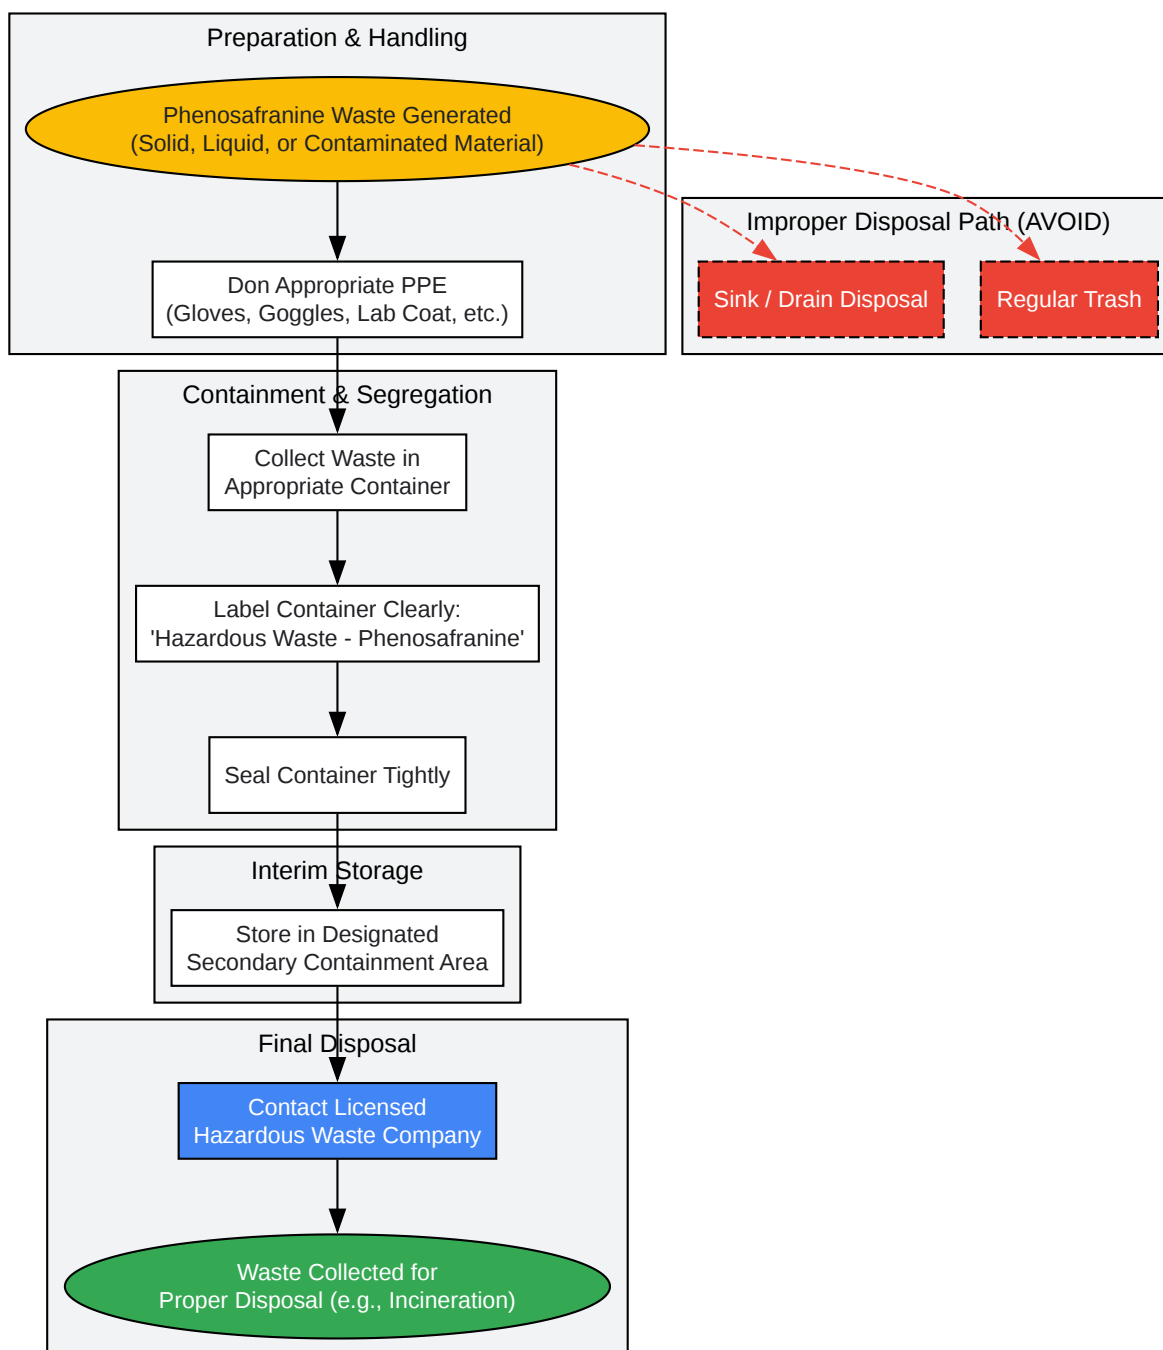 Preparation & Handling
Phenosafranine Waste Generated
(Solid, Liquid, or Contaminated Material)
Don Appropriate PPE
(Gloves, Goggles, Lab Coat, etc.)
Improper Disposal Path (AVOID)
Sink / Drain Disposal
Regular Trash
Containment & Segregation
Collect Waste in
Appropriate Container
Label Container Clearly:
'Hazardous Waste - Phenosafranine'
Seal Container Tightly
Interim Storage
Store in Designated
Secondary Containment Area
Final Disposal
Contact Licensed
Hazardous Waste Company
Waste Collected for
Proper Disposal (e.g., Incineration)